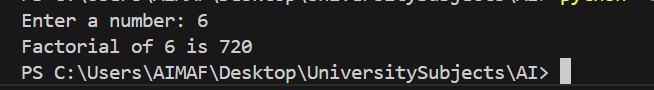 Enter a number: 6
Factorial of 6 is 720
PS C:\Users\AIMAF\Desktop\UniversitySubjects\AI>